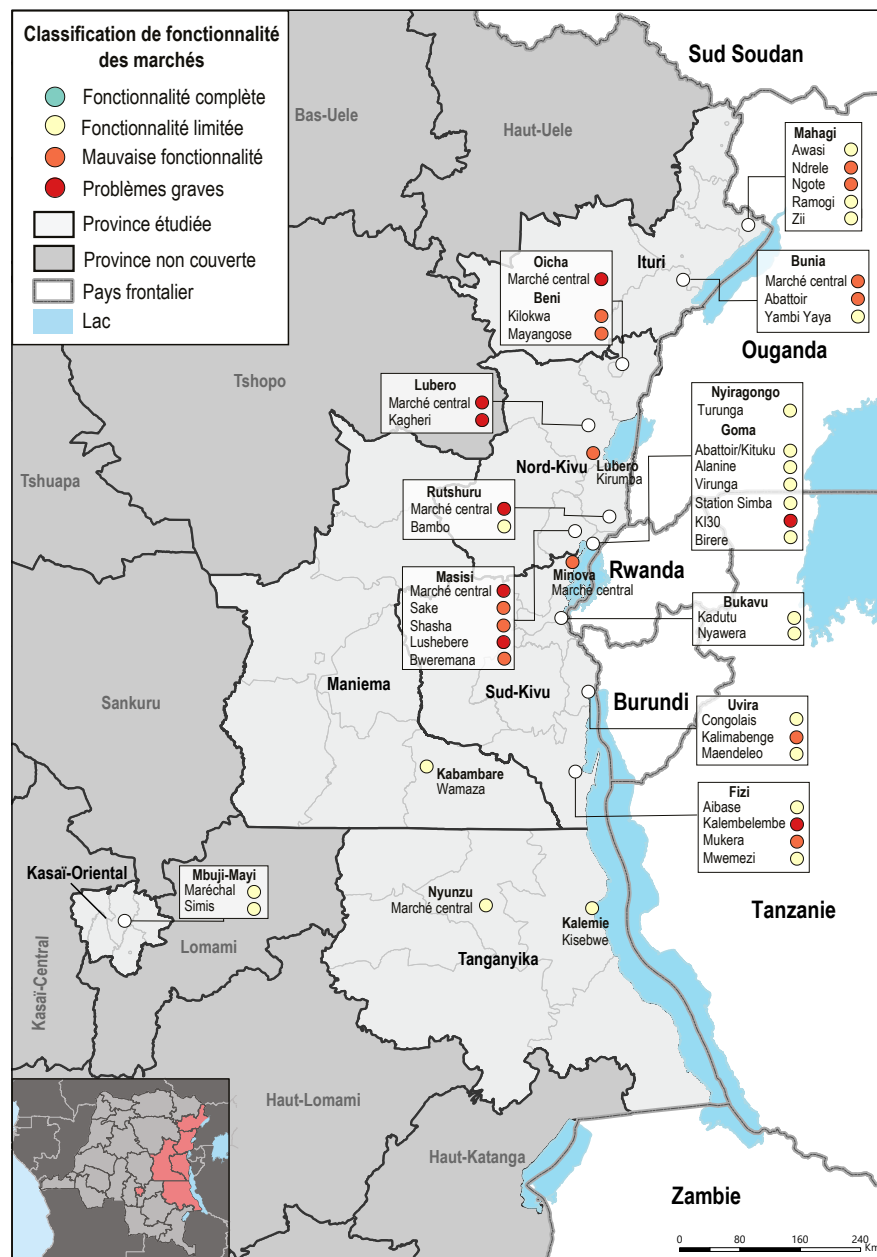 Classification de fonctionnalité
des marchés
Fonctionnalité complète
Fonctionnalité limitée
Mauvaise fonctionnalité
Problèmes graves
Province étudiée
Province non couverte
Pays frontalier
Lac
Sud Soudan
Bas-Uele
Haut-Uele
Mahagi
Awasi
Ndrele
Ngote
Ramogi
Zii
Ituri
Oicha
Marché central
Beni
Kilokwa
Mayangose
Bunia
Marché central
Abattoir
Yambi Yaya
Ouganda
Tshopo
Lubero
Marché central
Kagheri
Nyiragongo
Turunga
Goma
Abattoir/Kituku
Alanine
Virunga
Station Simba
KI30
Birere
Tshuapa
Nord-Kivu
Lubero
Kirumba
Rutshuru
Marché central
Bambo
Minova
Marché central
Rwanda
Masisi
Marché central
Sake
Shasha
Lushebere
Bweremana
Bukavu
Kadutu
Nyawera
Maniema
Sankuru
Sud-Kivu
Burundi
Uvira
Congolais
Kalimabenge
Maendeleo
Kabambare
Wamaza
Fizi
Aibase
Kalembelembe
Mukera
Mwemezi
Kasaï-Oriental
Mbuji-Mayi
Maréchal
Simis
Nyunzu
Marché central
Kalemie
Kisebwe
Tanzanie
Kasaï-Central
Lomami
Tanganyika
Haut-Lomami
Haut-Katanga
Zambie
0 80 160 240
Km